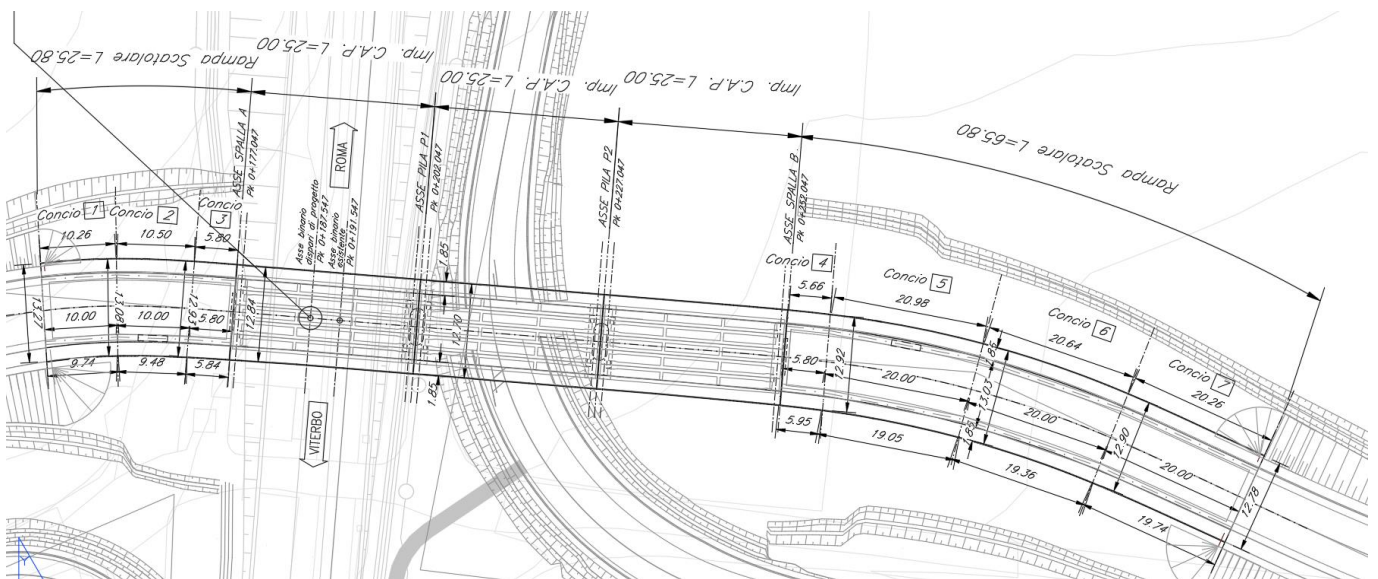 Rampa Scatolare L=25.80
Imp. C.A.P. L=25.00
Imp. C.A.P. L=25.00
Imp. C.A.P. L=25.00
Rampa Scatolare L=65.80
ASSE SPALLA A
Pk 0+177.047
ASSE PILA P1
Pk 0+202.047
ASSE PILA P2
Pk 0+227.047
ASSE SPALLA B
Pk 0+252.047
ROMA
VITERBO
Asse binario
dispari di progetto
Pk 0+187.547
Asse binario
esistente
Pk 0+191.547
Concio 1
10.26
Concio 2
10.50
Concio
3
5.80
13.27
13.08
12.93
12.84
10.00
10.00
5.80
9.74
9.48
5.84
1.85
12.70
1.85
Concio 4
5.66
Concio 5
20.98
Concio 6
20.64
Concio 7
20.26
5.80
12.92
20.00
1.85
13.03
1.85
20.00
12.90
20.00
12.78
5.95
19.05
19.36
19.74